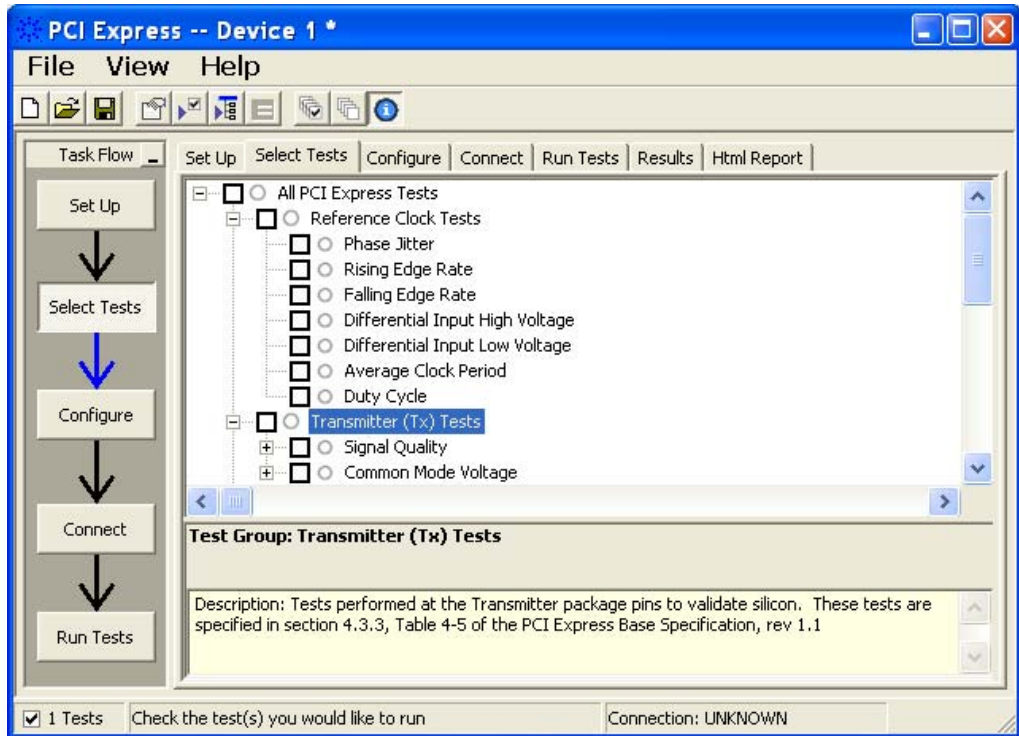 PCI Express -- Device 1 *
File View Help
Task Flow
Set Up
Select Tests
Configure
Connect
Run Tests
Set Up Select Tests Configure Connect Run Tests Results Html Report
All PCI Express Tests
Reference Clock Tests
Phase Jitter
Rising Edge Rate
Falling Edge Rate
Differential Input High Voltage
Differential Input Low Voltage
Average Clock Period
Duty Cycle
Transmitter (Tx) Tests
Signal Quality
Common Mode Voltage
Test Group: Transmitter (Tx) Tests
Description: Tests performed at the Transmitter package pins to validate silicon. These tests are
specified in section 4.3.3, Table 4-5 of the PCI Express Base Specification, rev 1.1
1 Tests Check the test(s) you would like to run Connection: UNKNOWN